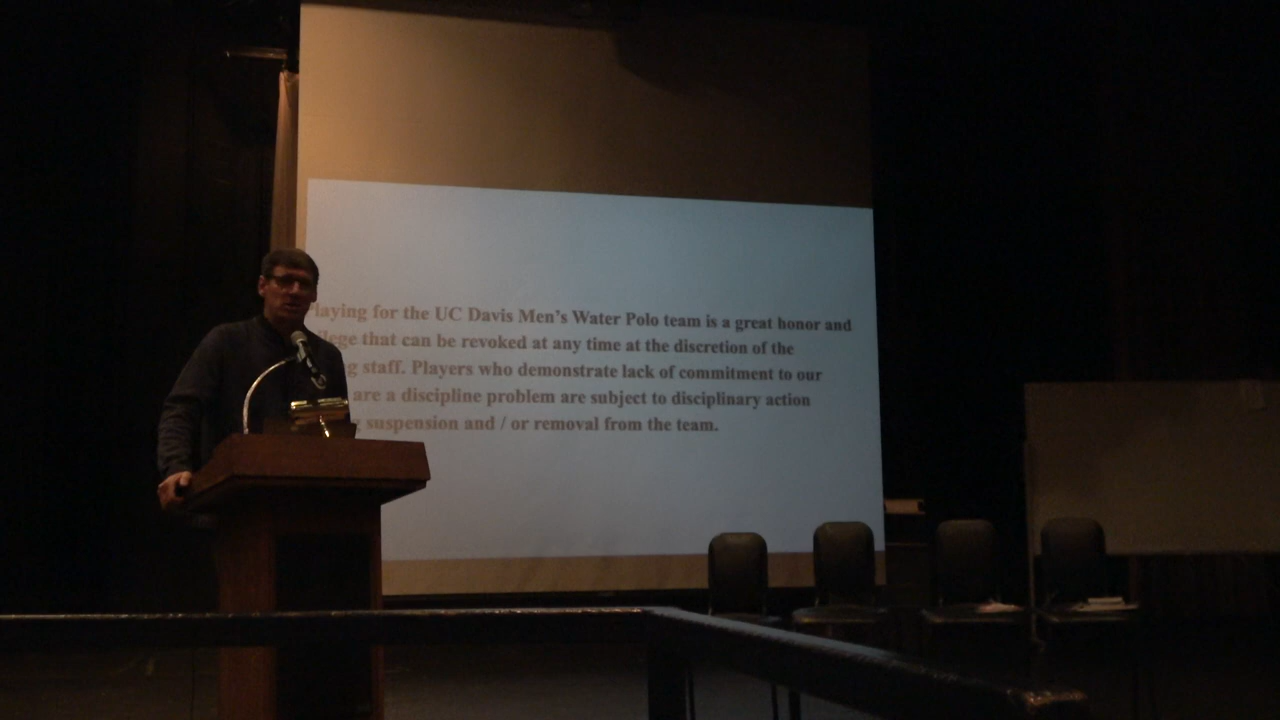 Playing for the UC Davis Men's Water Polo team is a great honor and
that can be revoked at any time at the discretion of the
staff. Players who demonstrate lack of commitment to our
are a discipline problem are subject to disciplinary action
suspension and / or removal from the team.